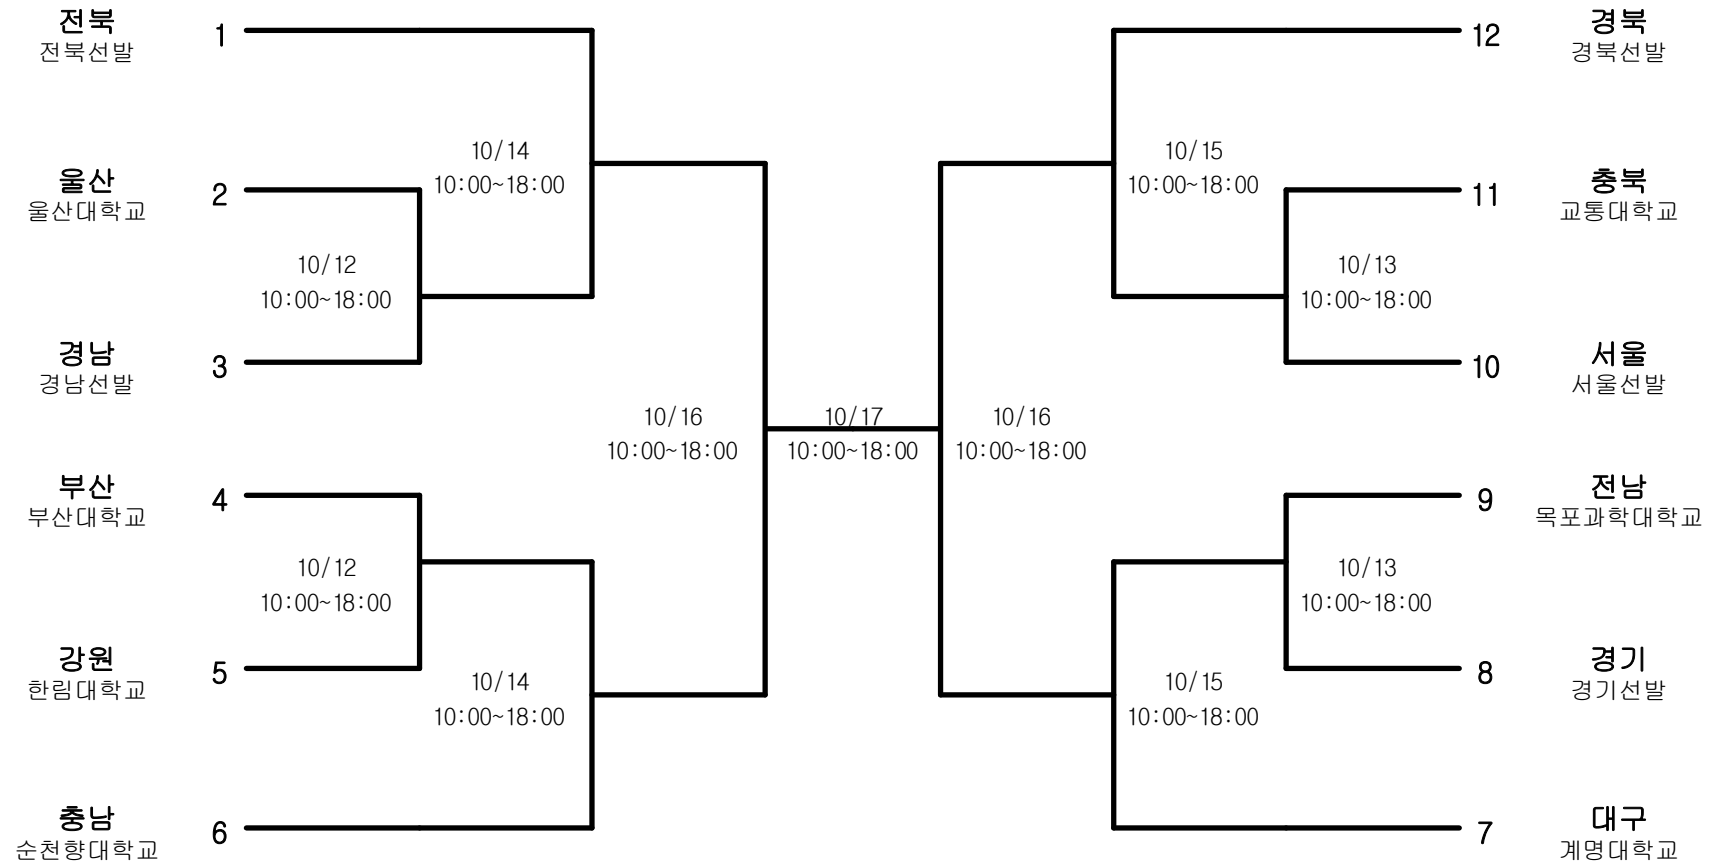 전북
전북선발
1
울산
울산대학교
2
경남
경남선발
3
부산
부산대학교
4
강원
한림대학교
5
충남
순천향대학교
6
10/12
10:00~18:00
10/12
10:00~18:00
10/14
10:00~18:00
10/14
10:00~18:00
10/16
10:00~18:00
10/17
10:00~18:00
10/16
10:00~18:00
10/15
10:00~18:00
10/15
10:00~18:00
10/13
10:00~18:00
10/13
10:00~18:00
12
경북
경북선발
11
충북
교통대학교
10
서울
서울선발
9
전남
목포과학대학교
8
경기
경기선발
7
대구
계명대학교